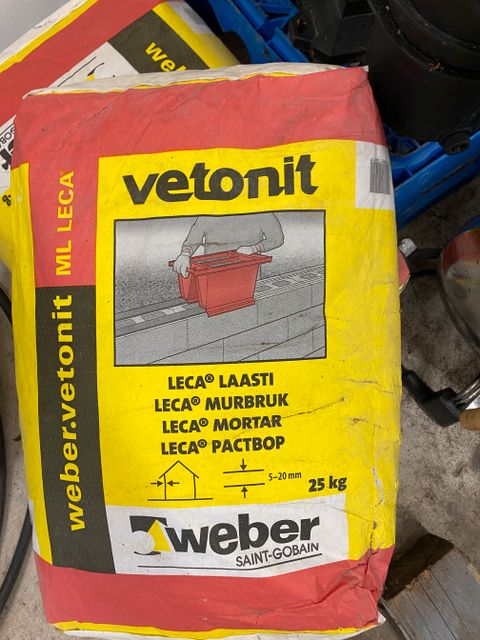 vetonit
weber.vetonit ML LECA
LECA® LAASTI
LECA® MURBRUK
LECA® MORTAR
LECA® РАСТВОР
5–20 mm
25 kg
weber
SAINT-GOBAIN
web